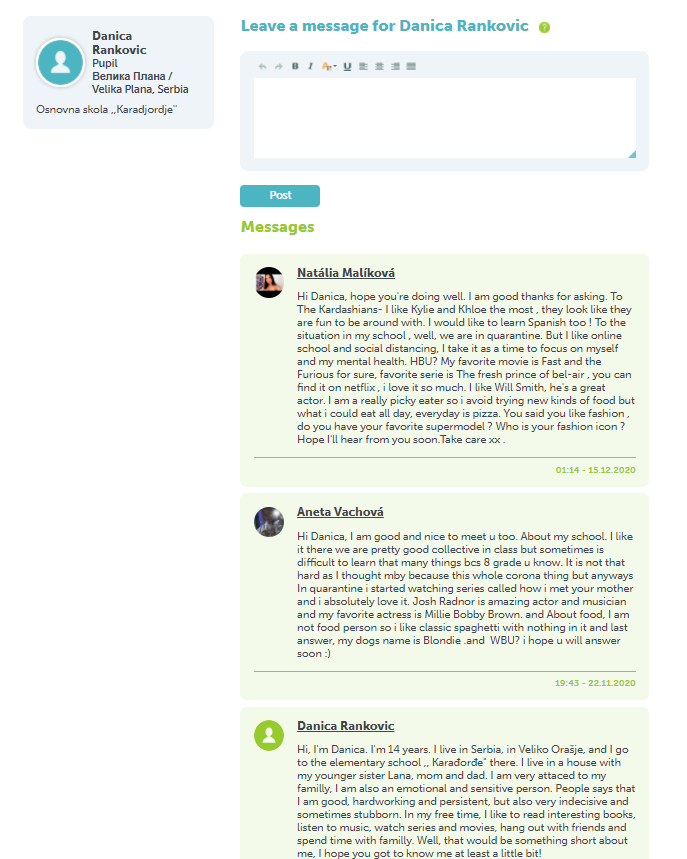 Danica
Rankovic
Pupil
Велика Плана /
Velika Plana, Serbia
Osnovna skola ,,Karadjordje''
Leave a message for Danica Rankovic ?
B I A U
Post
Messages
Natália Malíková
Hi Danica, hope you're doing well. I am good thanks for asking. To
The Kardashians- I like Kylie and Khloe the most , they look like they
are fun to be around with. I would like to learn Spanish too ! To the
situation in my school , well, we are in quarantine. But I like online
school and social distancing, I take it as a time to focus on myself
and my mental health. HBU? My favorite movie is Fast and the
Furious for sure, favorite serie is The fresh prince of bel-air , you can
find it on netflix , i love it so much. I like Will Smith, he's a great
actor. I am a really picky eater so i avoid trying new kinds of food but
what i could eat all day, everyday is pizza. You said you like fashion ,
do you have your favorite supermodel ? Who is your fashion icon ?
Hope I'll hear from you soon.Take care xx .
01:14 - 15.12.2020
Aneta Vachová
Hi Danica, I am good and nice to meet u too. About my school. I like
it there we are pretty good collective in class but sometimes is
difficult to learn that many things bcs 8 grade u know. It is not that
hard as I thought mby because this whole corona thing but anyways
In quarantine i started watching series called how i met your mother
and i absolutely love it. Josh Radnor is amazing actor and musician
and my favorite actress is Millie Bobby Brown. and About food, I am
not food person so i like classic spaghetti with nothing in it and last
answer, my dogs name is Blondie .and  WBU? i hope u will answer
soon :)
19:43 - 22.11.2020
Danica Rankovic
Hi, I'm Danica. I'm 14 years. I live in Serbia, in Veliko Orašje, and I go
to the elementary school ,, Karađorđe" there. I live in a house with
my younger sister Lana, mom and dad. I am very attaced to my
familly, I am also an emotional and sensitive person. People says that
I am good, hardworking and persistent, but also very indecisive and
sometimes stubborn. In my free time, I like to read interesting books,
listen to music, watch series and movies, hang out with friends and
spend time with familly. Well, that would be something short about
me, I hope you got to know me at least a little bit!